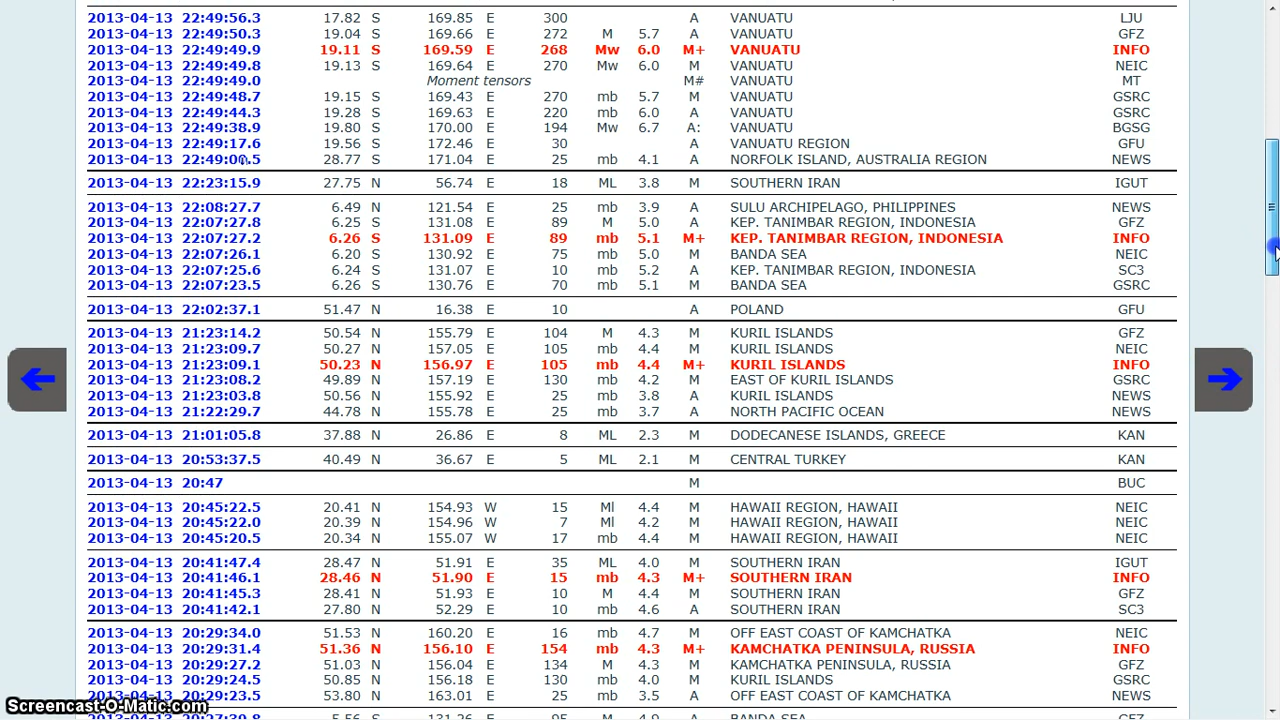 2013-04-13 22:49:56.3 17.82 S 169.85 E 300 A VANUATU LJU
2013-04-13 22:49:50.3 19.04 S 169.66 E 272 M 5.7 A VANUATU GFZ
2013-04-13 22:49:49.9 19.11 S 169.59 E 268 Mw 6.0 M+ VANUATU INFO
2013-04-13 22:49:49.8 19.13 S 169.64 E 270 Mw 6.0 M VANUATU NEIC
2013-04-13 22:49:49.0 Moment tensors M# VANUATU MT
2013-04-13 22:49:48.7 19.15 S 169.43 E 270 mb 5.7 M VANUATU GSRC
2013-04-13 22:49:44.3 19.28 S 169.63 E 220 mb 6.0 A VANUATU GSRC
2013-04-13 22:49:38.9 19.80 S 170.00 E 194 Mw 6.7 A: VANUATU BGSG
2013-04-13 22:49:17.6 19.56 S 172.46 E 30 A VANUATU REGION GFU
2013-04-13 22:49:00.5 28.77 S 171.04 E 25 mb 4.1 A NORFOLK ISLAND, AUSTRALIA REGION NEWS
2013-04-13 22:23:15.9 27.75 N 56.74 E 18 ML 3.8 M SOUTHERN IRAN IGUT
2013-04-13 22:08:27.7 6.49 N 121.54 E 25 mb 3.9 A SULU ARCHIPELAGO, PHILIPPINES NEWS
2013-04-13 22:07:27.8 6.25 S 131.08 E 89 M 5.0 A KEP. TANIMBAR REGION, INDONESIA GFZ
2013-04-13 22:07:27.2 6.26 S 131.09 E 89 mb 5.1 M+ KEP. TANIMBAR REGION, INDONESIA INFO
2013-04-13 22:07:26.1 6.20 S 130.92 E 75 mb 5.0 M BANDA SEA NEIC
2013-04-13 22:07:25.6 6.24 S 131.07 E 10 mb 5.2 A KEP. TANIMBAR REGION, INDONESIA SC3
2013-04-13 22:07:23.5 6.26 S 130.76 E 70 mb 5.1 M BANDA SEA GSRC
2013-04-13 22:02:37.1 51.47 N 16.38 E 10 A POLAND GFU
2013-04-13 21:23:14.2 50.54 N 155.79 E 104 M 4.3 M KURIL ISLANDS GFZ
2013-04-13 21:23:09.7 50.27 N 157.05 E 105 mb 4.4 M KURIL ISLANDS NEIC
2013-04-13 21:23:09.1 50.23 N 156.97 E 105 mb 4.4 M+ KURIL ISLANDS INFO
2013-04-13 21:23:08.2 49.89 N 157.19 E 130 mb 4.2 M EAST OF KURIL ISLANDS GSRC
2013-04-13 21:23:03.8 50.56 N 155.92 E 25 mb 3.8 A KURIL ISLANDS NEWS
2013-04-13 21:22:29.7 44.78 N 155.78 E 25 mb 3.7 A NORTH PACIFIC OCEAN NEWS
2013-04-13 21:01:05.8 37.88 N 26.86 E 8 ML 2.3 M DODECANESE ISLANDS, GREECE KAN
2013-04-13 20:53:37.5 40.49 N 36.67 E 5 ML 2.1 M CENTRAL TURKEY KAN
2013-04-13 20:47 M BUC
2013-04-13 20:45:22.5 20.41 N 154.93 W 15 Ml 4.4 M HAWAII REGION, HAWAII NEIC
2013-04-13 20:45:22.0 20.39 N 154.96 W 7 Ml 4.2 M HAWAII REGION, HAWAII NEIC
2013-04-13 20:45:20.5 20.34 N 155.07 W 17 mb 4.4 M HAWAII REGION, HAWAII NEIC
2013-04-13 20:41:47.4 28.47 N 51.91 E 35 ML 4.0 M SOUTHERN IRAN IGUT
2013-04-13 20:41:46.1 28.46 N 51.90 E 15 mb 4.3 M+ SOUTHERN IRAN INFO
2013-04-13 20:41:45.3 28.41 N 51.93 E 10 M 4.4 M SOUTHERN IRAN GFZ
2013-04-13 20:41:42.1 27.80 N 52.29 E 10 mb 4.6 A SOUTHERN IRAN SC3
2013-04-13 20:29:34.0 51.53 N 160.20 E 16 mb 4.7 M OFF EAST COAST OF KAMCHATKA NEIC
2013-04-13 20:29:31.4 51.36 N 156.10 E 154 mb 4.3 M+ KAMCHATKA PENINSULA, RUSSIA INFO
2013-04-13 20:29:27.2 51.03 N 156.04 E 134 M 4.3 M KAMCHATKA PENINSULA, RUSSIA GFZ
2013-04-13 20:29:24.5 50.85 N 156.18 E 130 mb 4.0 M KURIL ISLANDS GSRC
2013-04-13 20:29:23.5 53.80 N 163.01 E 25 mb 3.5 A OFF EAST COAST OF KAMCHATKA NEWS
Screencast-O-Matic.com